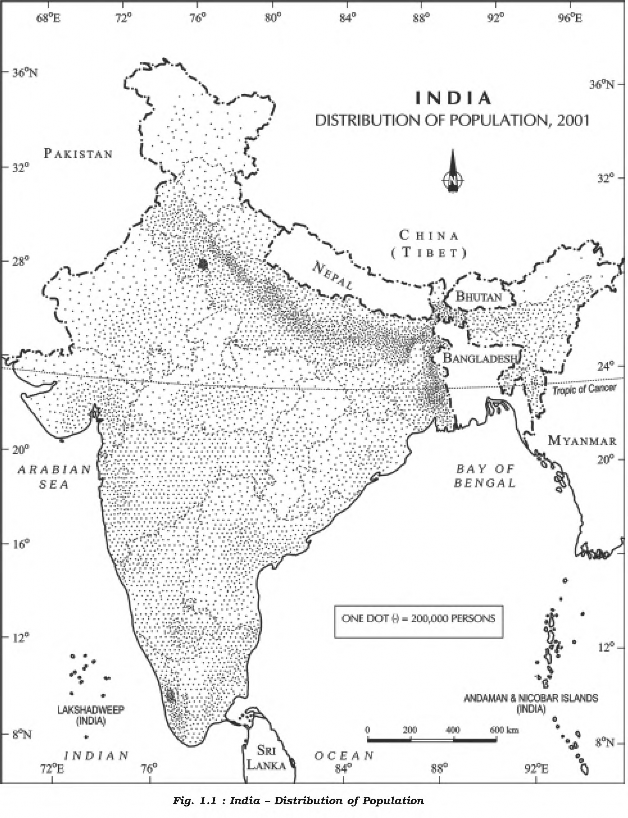 68°E 72° 76° 80° 84° 88° 92° 96°E
36°N
36°N
INDIA
DISTRIBUTION OF POPULATION, 2001
PAKISTAN
32°
32°
CHINA
(TIBET)
28°
28°
NEPAL
BHUTAN
BANGLADESH
24°
Tropic of Cancer
20°
MYANMAR
20°
ARABIAN
SEA
BAY OF
BENGAL
16°
ONE DOT (·) = 200,000 PERSONS
12°
12°
LAKSHADWEEP
(INDIA)
ANDAMAN & NICOBAR ISLANDS
(INDIA)
0 200 400 600 km
8°N
8°N
INDIAN
SRI
LANKA
OCEAN
72°E 76° 84° 88° 92°E
Fig. 1.1 : India – Distribution of Population